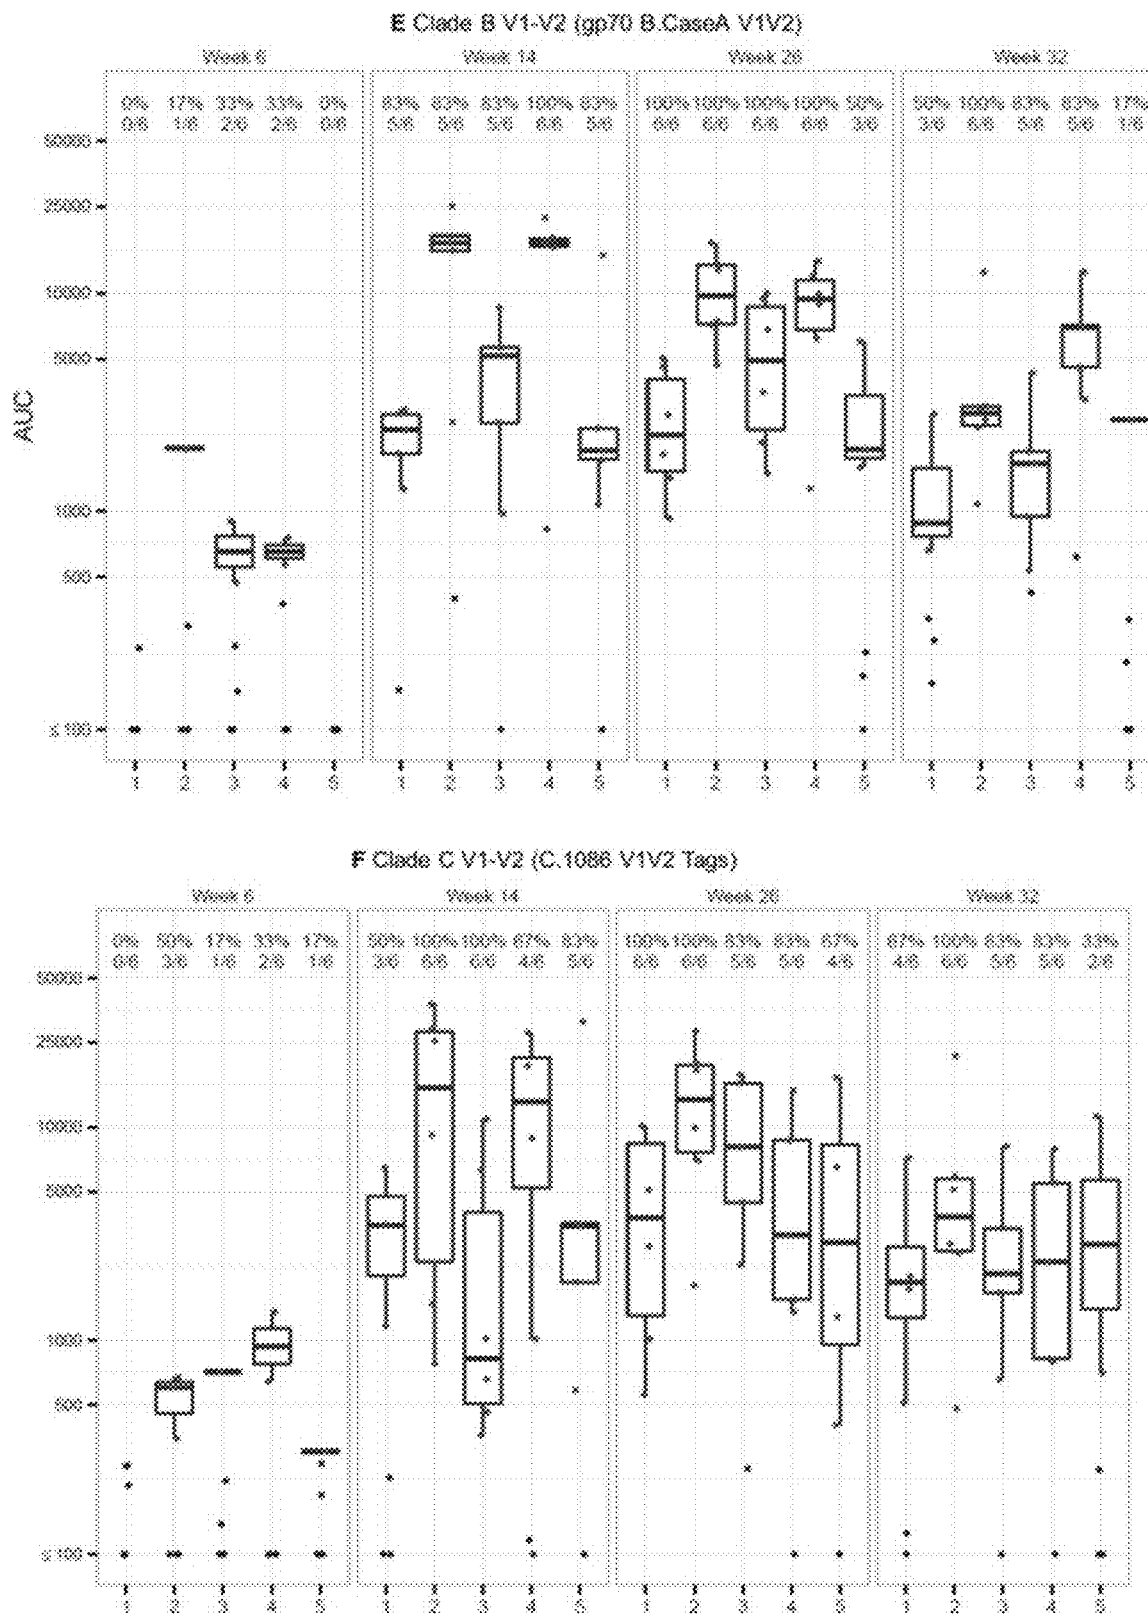 E Clade B V1-V2 (gp70 B.CaseA V1V2)
Week 6 Week 14 Week 26 Week 32
0% 17% 33% 33% 0% 83% 83% 83% 100% 83% 100% 100% 100% 100% 50% 50% 100% 83% 83% 17%
0/6 1/6 2/6 2/6 0/6 5/6 5/6 5/6 6/6 5/6 6/6 6/6 6/6 6/6 3/6 3/6 6/6 5/6 5/6 1/6
50000
25000
10000
5000
AUC
1000
500
≤ 100
1 2 3 4 5 1 2 3 4 5 1 2 3 4 5 1 2 3 4 5
F Clade C V1-V2 (C.1086 V1V2 Tags)
Week 6 Week 14 Week 26 Week 32
0% 50% 17% 33% 17% 50% 100% 100% 67% 83% 100% 100% 83% 83% 67% 67% 100% 83% 83% 33%
0/6 3/6 1/6 2/6 1/6 3/6 6/6 6/6 4/6 5/6 6/6 6/6 5/6 5/6 4/6 4/6 6/6 5/6 5/6 2/6
50000
25000
10000
5000
1000
500
≤ 100
1 2 3 4 5 1 2 3 4 5 1 2 3 4 5 1 2 3 4 5